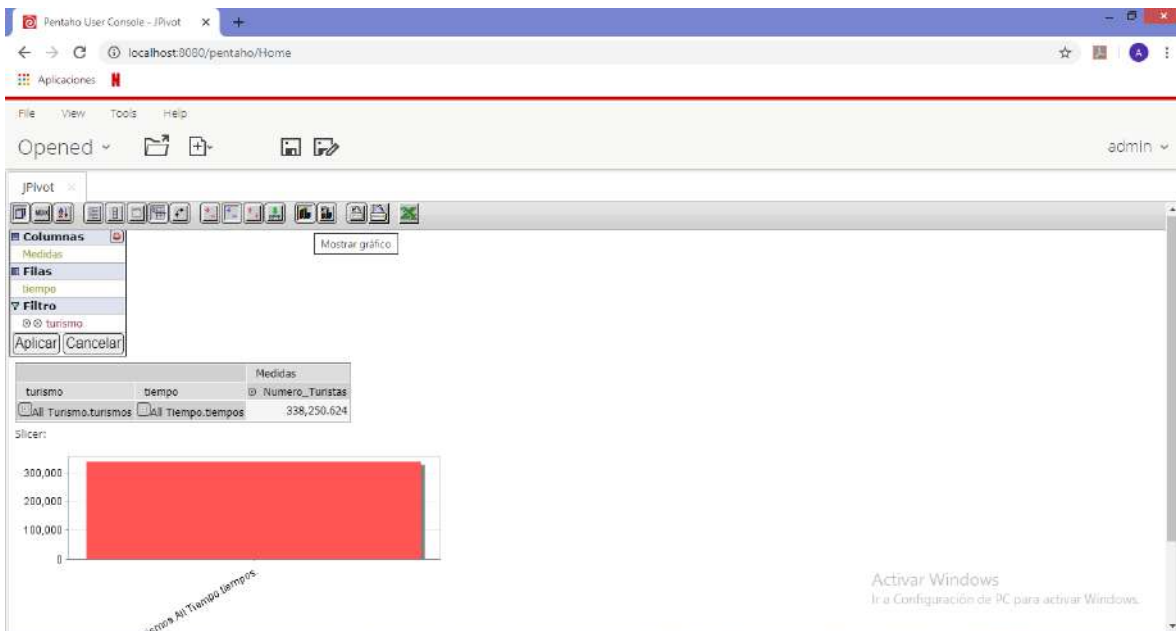 Pentaho User Console - JPivot
localhost:8080/pentaho/Home
A
Aplicaciones
File View Tools Help
Opened
admin
JPivot
MDX
Columnas
Mostrar gráfico
Medidas
Filas
tiempo
Filtro
turismo
Aplicar Cancelar
Medidas
turismo tiempo Numero_Turistas
All Turismo.turismos All Tiempo.tiempos 338,250.624
Slicer:
300,000
200,000
100,000
0
All Tiempo.tiempos
Activar Windows
Ir a Configuración de PC para activar Windows.